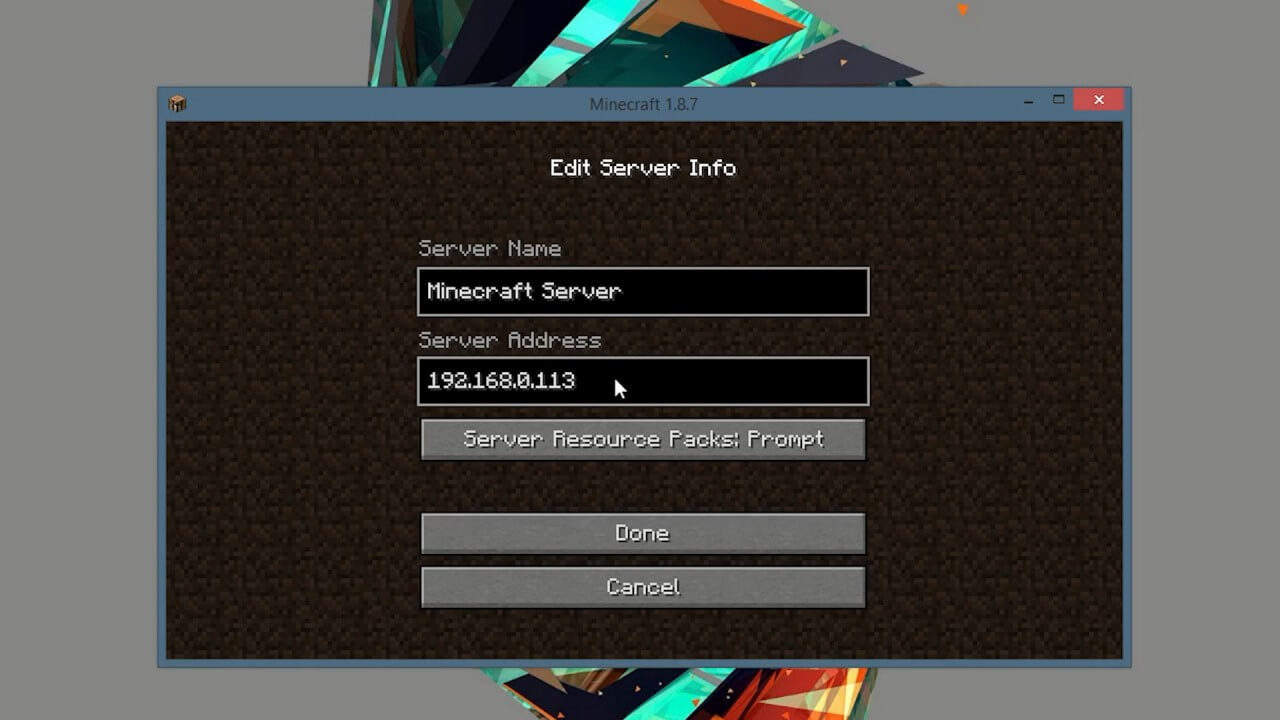 Minecraft 1.8.7
Edit Server Info
Server Name
Minecraft Server
Server Address
192.168.0.113
Server Resource Packs: Prompt
Done
Cancel